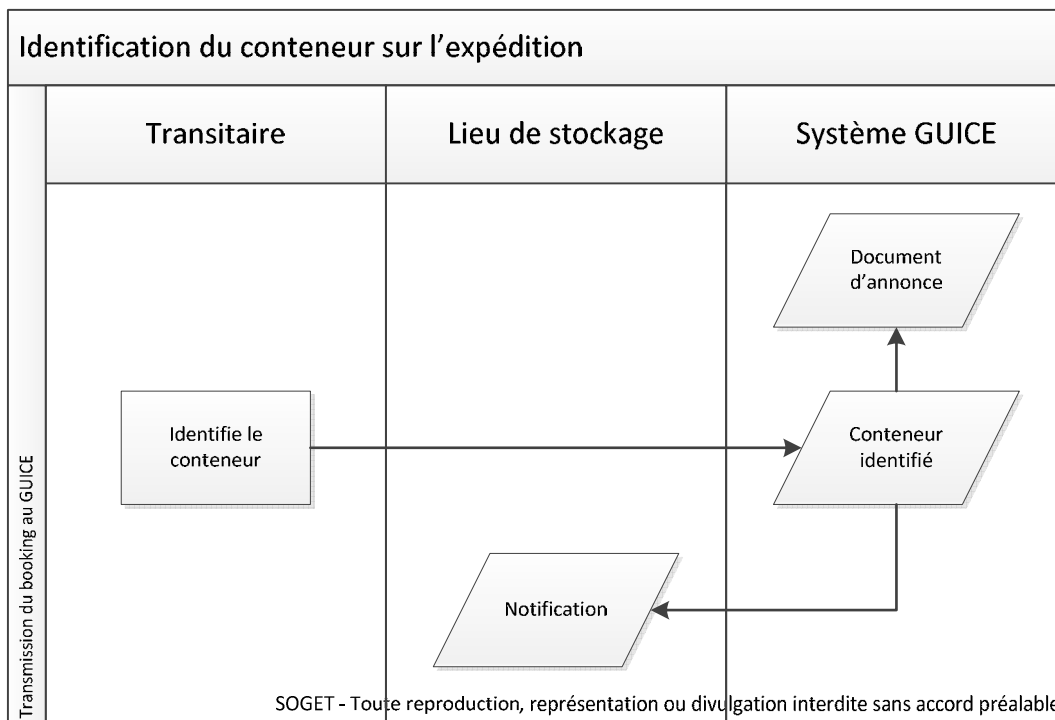 Identification du conteneur sur l'expédition
Transitaire
Lieu de stockage
Système GUICE
Document
d'annonce
Identifie le
conteneur
Conteneur
identifié
Notification
Transmission du booking au GUICE
SOGET - Toute reproduction, représentation ou divulgation interdite sans accord préalable